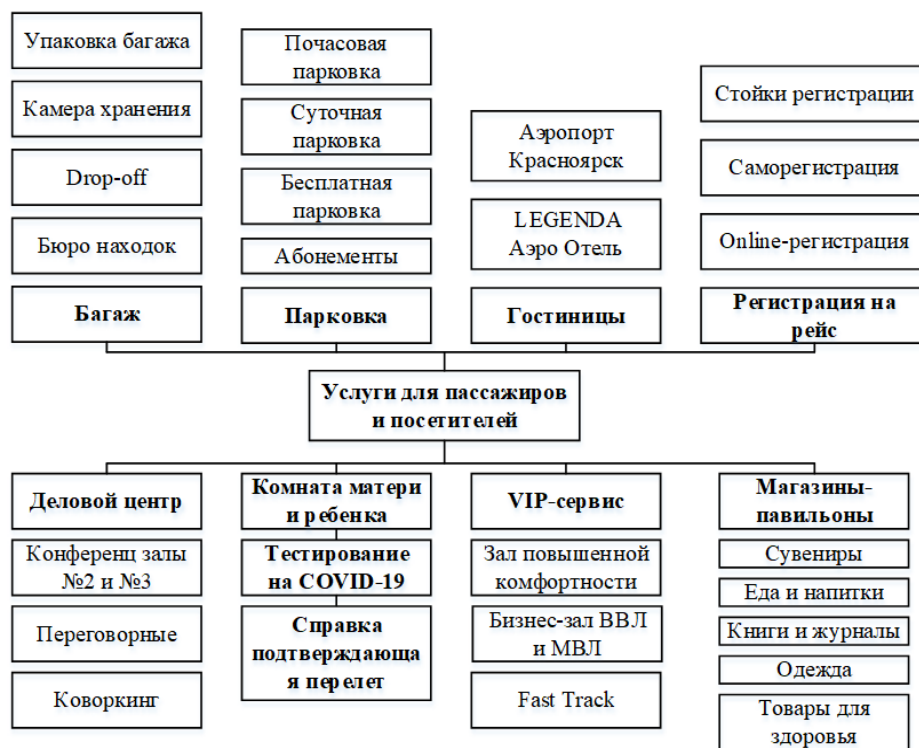 Упаковка багажа
Камера хранения
Drop-off
Бюро находок
Багаж
Почасовая
парковка
Суточная
парковка
Бесплатная
парковка
Абонементы
Парковка
Аэропорт
Красноярск
LEGENDA
Аэро Отель
Гостиницы
Стойки регистрации
Саморегистрация
Online-регистрация
Регистрация на
рейс
Услуги для пассажиров
и посетителей
Деловой центр
Конференц залы
№2 и №3
Переговорные
Коворкинг
Комната матери
и ребенка
Тестирование
на COVID-19
Справка
подтверждающа
я перелет
VIP-сервис
Зал повышенной
комфортности
Бизнес-зал ВВЛ
и МВЛ
Fast Track
Магазины-
павильоны
Сувениры
Еда и напитки
Книги и журналы
Одежда
Товары для
здоровья